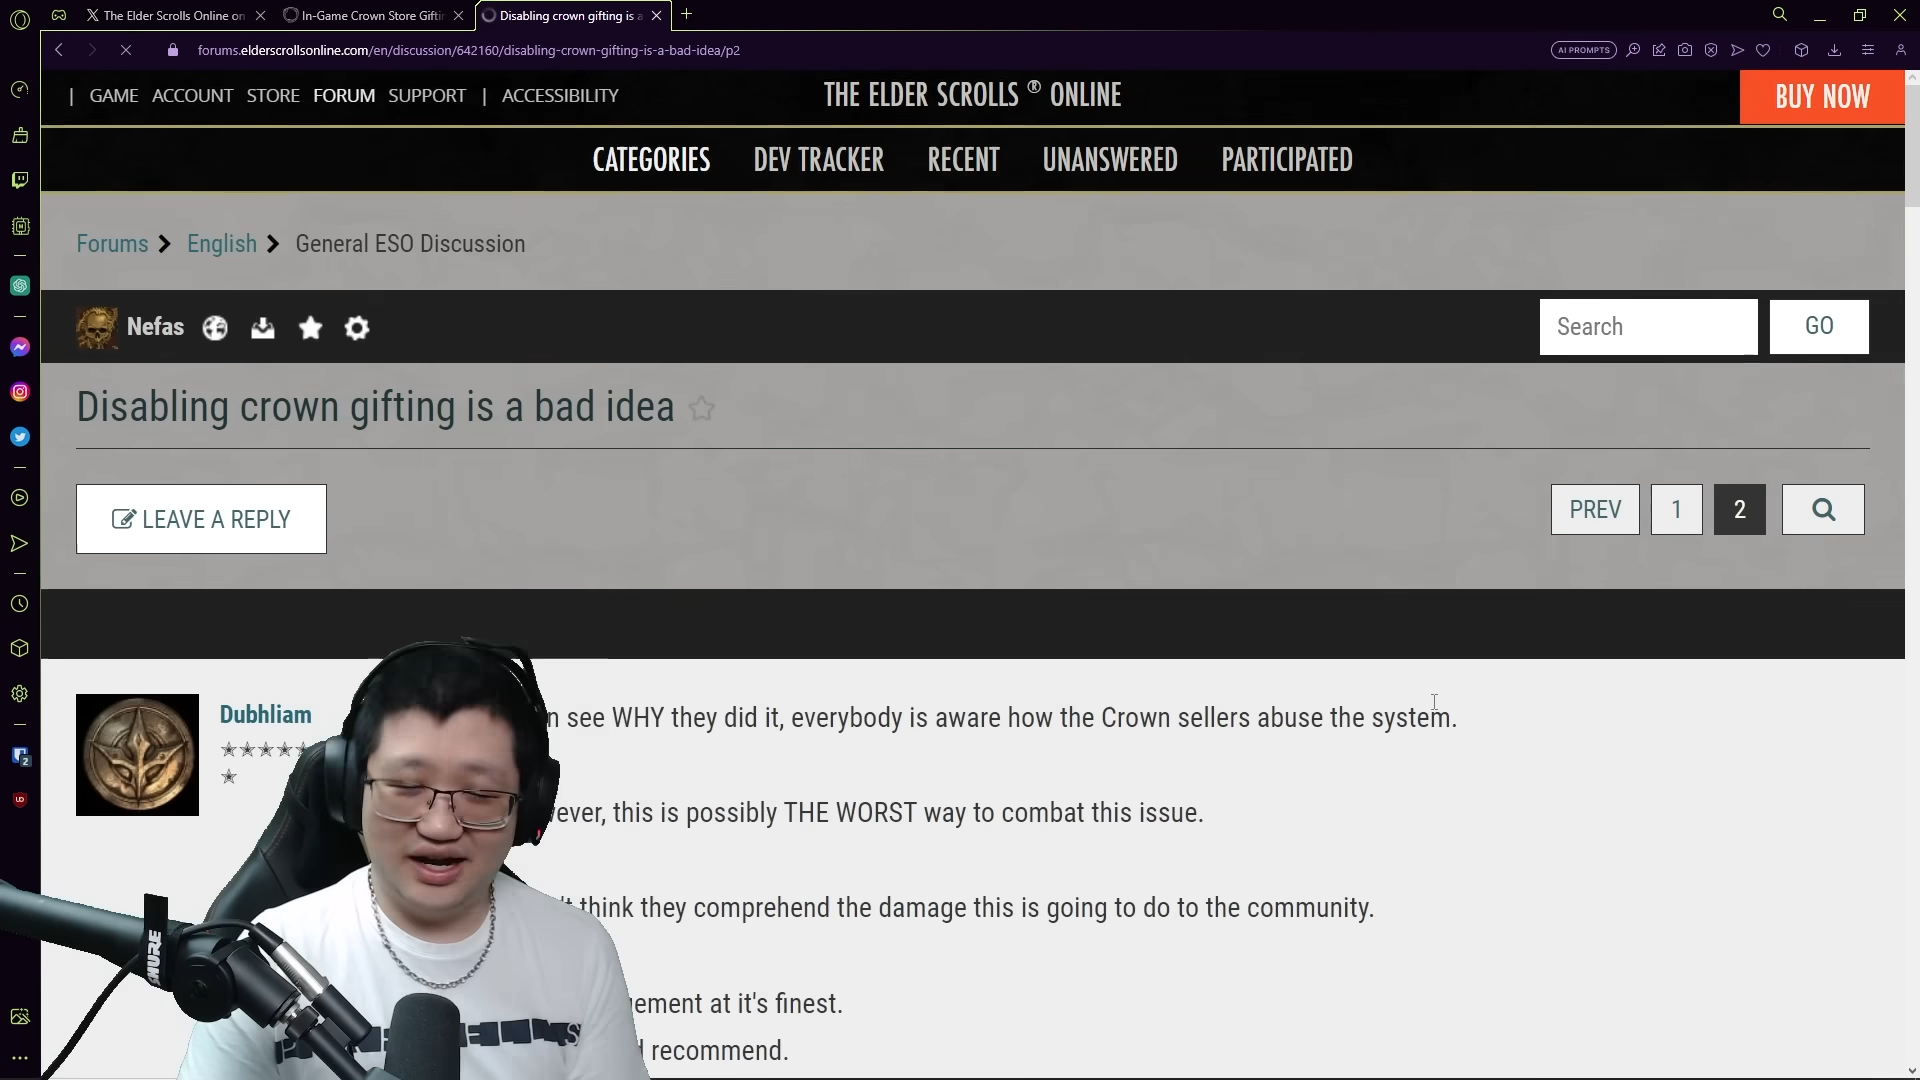 The Elder Scrolls Online on
In-Game Crown Store Giftin
Disabling crown gifting is a
forums.elderscrollsonline.com/en/discussion/642160/disabling-crown-gifting-is-a-bad-idea/p2
AI PROMPTS
| GAME ACCOUNT STORE FORUM SUPPORT | ACCESSIBILITY
THE ELDER SCROLLS ® ONLINE
BUY NOW
CATEGORIES DEV TRACKER RECENT UNANSWERED PARTICIPATED
Forums English General ESO Discussion
Nefas
Search
GO
Disabling crown gifting is a bad idea
LEAVE A REPLY
PREV 1 2
Dubhliam
n see WHY they did it, everybody is aware how the Crown sellers abuse the system.
ever, this is possibly THE WORST way to combat this issue.
't think they comprehend the damage this is going to do to the community.
ement at it's finest.
recommend.
SHURE
2